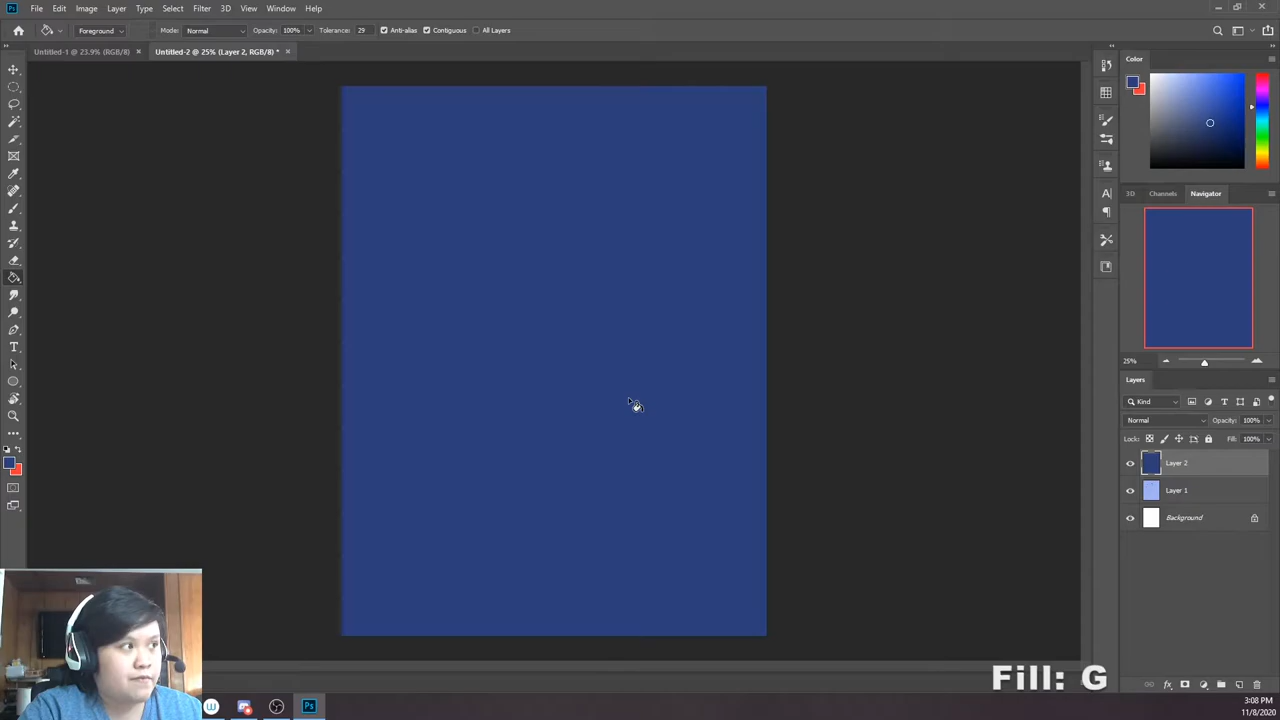 Ps File Edit Image Layer Type Select Filter 3D View Window Help
Foreground Mode: Normal Opacity: 100% Tolerance: 29 Anti-alias Contiguous All Layers
Untitled-1 @ 23.9% (RGB/8) × Untitled-2 @ 25% (Layer 2, RGB/8) * ×
Color
3D Channels Navigator
25%
Layers
Kind
Normal Opacity: 100%
Lock: Fill: 100%
Layer 2
Layer 1
Background
Fill: G
Ps
3:08 PM
11/8/2020